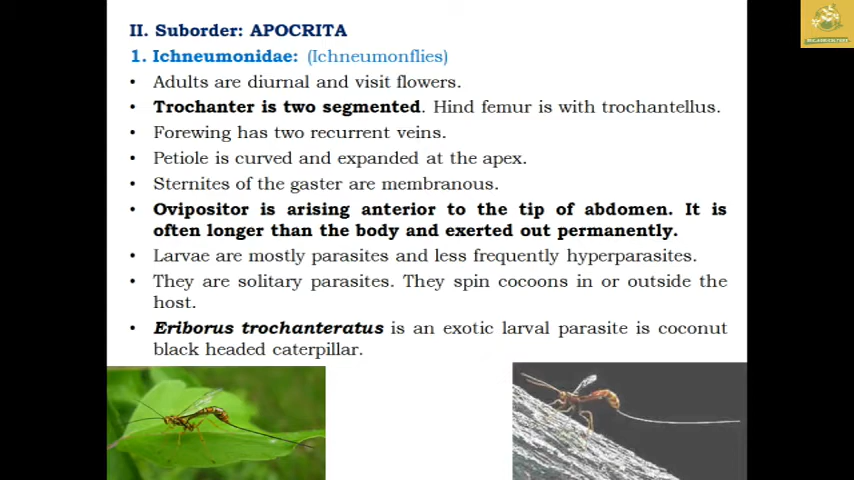 II. Suborder: APOCRITA
1. Ichneumonidae: (Ichneumonflies)
• Adults are diurnal and visit flowers.
• Trochanter is two segmented. Hind femur is with trochantellus.
• Forewing has two recurrent veins.
• Petiole is curved and expanded at the apex.
• Sternites of the gaster are membranous.
• Ovipositor is arising anterior to the tip of abdomen. It is
often longer than the body and exerted out permanently.
• Larvae are mostly parasites and less frequently hyperparasites.
• They are solitary parasites. They spin cocoons in or outside the
host.
• Eriborus trochanteratus is an exotic larval parasite is coconut
black headed caterpillar.